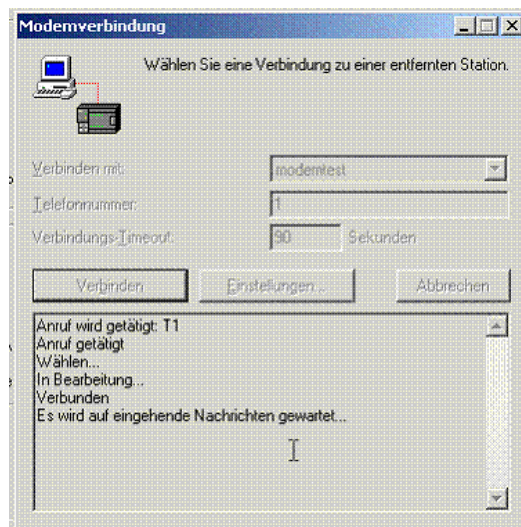 Modemverbindung
Wählen Sie eine Verbindung zu einer entfernten Station.
Verbinden mit:
modemtest
Telefonnummer:
1
Verbindungs-Timeout:
90
Sekunden
Verbinden
Einstellungen...
Abbrechen
Anruf wird getätigt: T1
Anruf getätigt
Wählen...
In Bearbeitung...
Verbunden
Es wird auf eingehende Nachrichten gewartet...